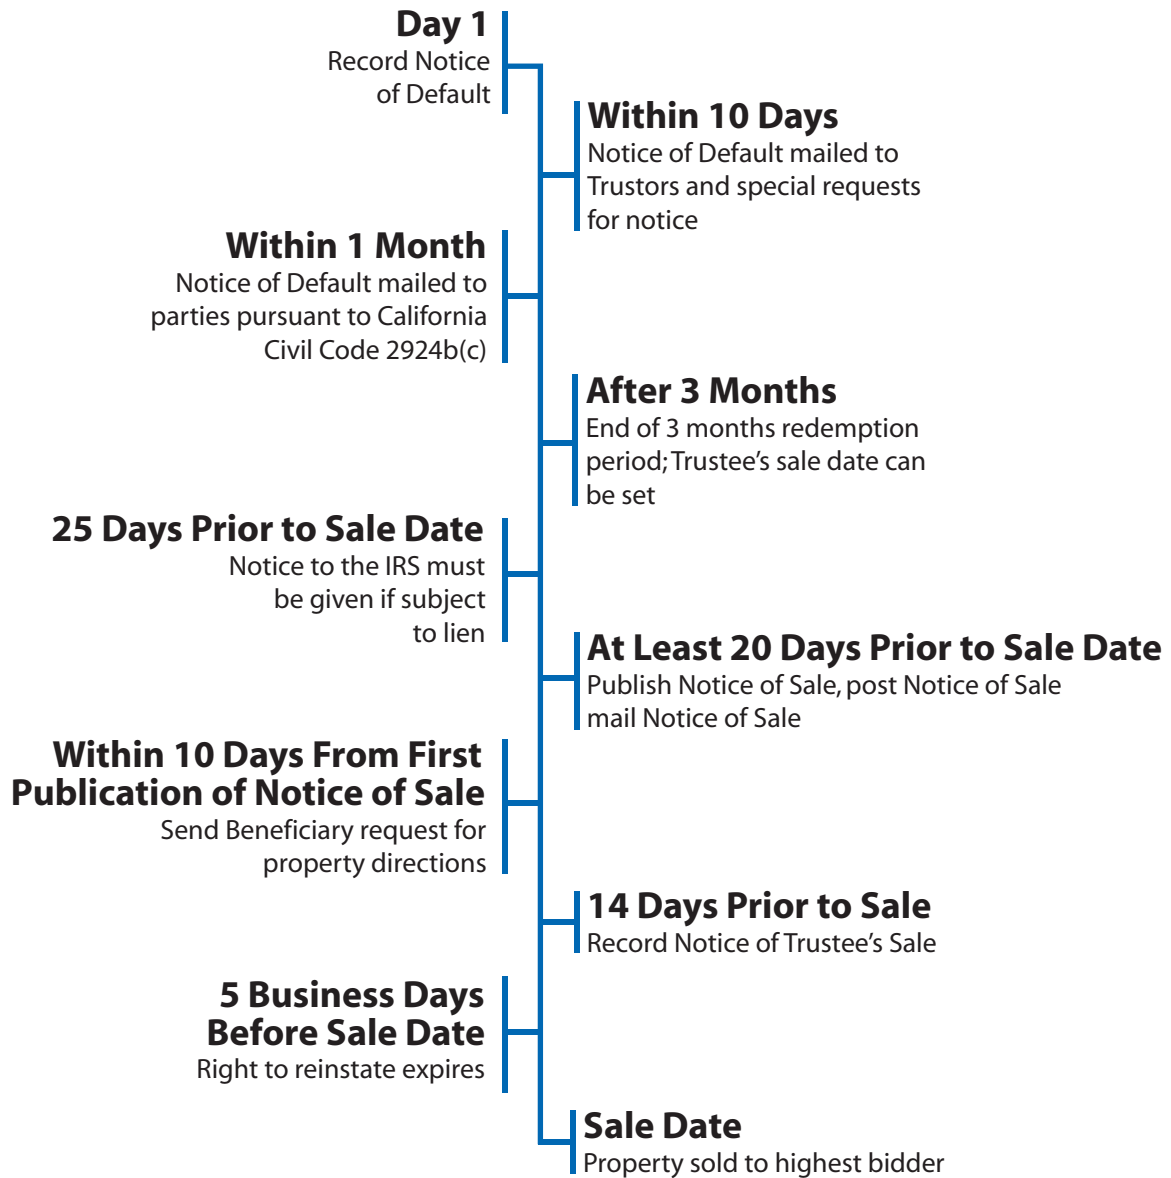 Day 1
Record Notice
of Default
Within 10 Days
Notice of Default mailed to
Trustors and special requests
for notice
Within 1 Month
Notice of Default mailed to
parties pursuant to California
Civil Code 2924b(c)
After 3 Months
End of 3 months redemption
period; Trustee’s sale date can
be set
25 Days Prior to Sale Date
Notice to the IRS must
be given if subject
to lien
At Least 20 Days Prior to Sale Date
Publish Notice of Sale, post Notice of Sale
mail Notice of Sale
Within 10 Days From First
Publication of Notice of Sale
Send Beneficiary request for
property directions
14 Days Prior to Sale
Record Notice of Trustee’s Sale
5 Business Days
Before Sale Date
Right to reinstate expires
Sale Date
Property sold to highest bidder